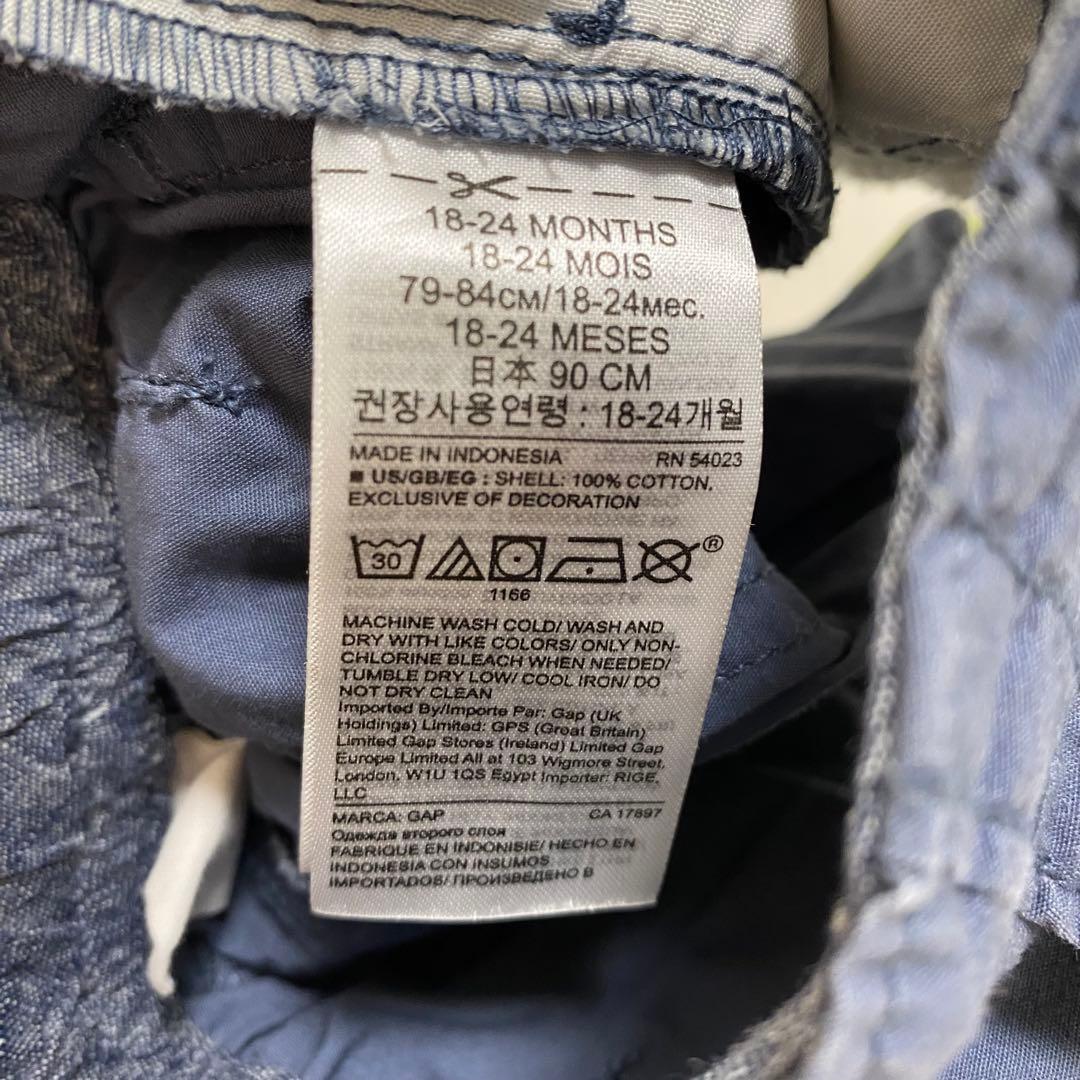 18-24 MONTHS
18-24 MOIS
79-84см/18-24мес.
18-24 MESES
日本 90 CM
권장사용연령 : 18-24개월
MADE IN INDONESIA RN 54023
■ US/GB/EG : SHELL: 100% COTTON,
EXCLUSIVE OF DECORATION
30 ®
1166
MACHINE WASH COLD/ WASH AND
DRY WITH LIKE COLORS/ ONLY NON-
CHLORINE BLEACH WHEN NEEDED/
TUMBLE DRY LOW/ COOL IRON/ DO
NOT DRY CLEAN
Imported By/Importe Par: Gap (UK
Holdings) Limited: GPS (Great Britain)
Limited Gap Stores (Ireland) Limited Gap
Europe Limited All at 103 Wigmore Street,
London, W1U 1QS Egypt Importer: RIGE,
LLC
MARCA: GAP CA 17897
Одежда второго слоя
FABRIQUE EN INDONISIE/ HECHO EN
INDONESIA CON INSUMOS
IMPORTADOS/ ПРОИЗВЕДЕНО В